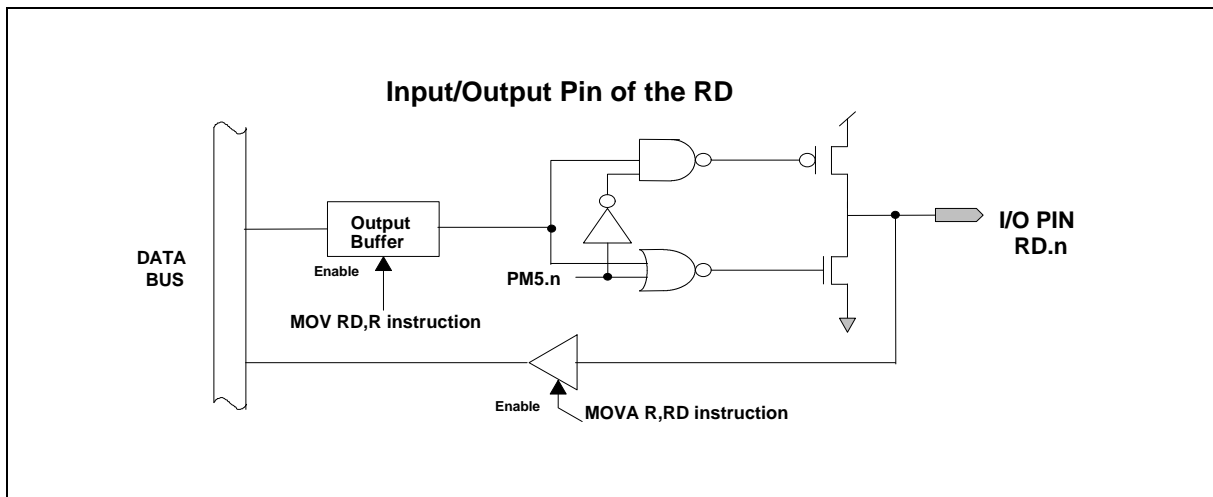 Input/Output Pin of the RD
Output
Buffer
I/O PIN
RD.n
DATA
BUS
Enable
PM5.n
MOV RD,R instruction
Enable
MOVA R,RD instruction